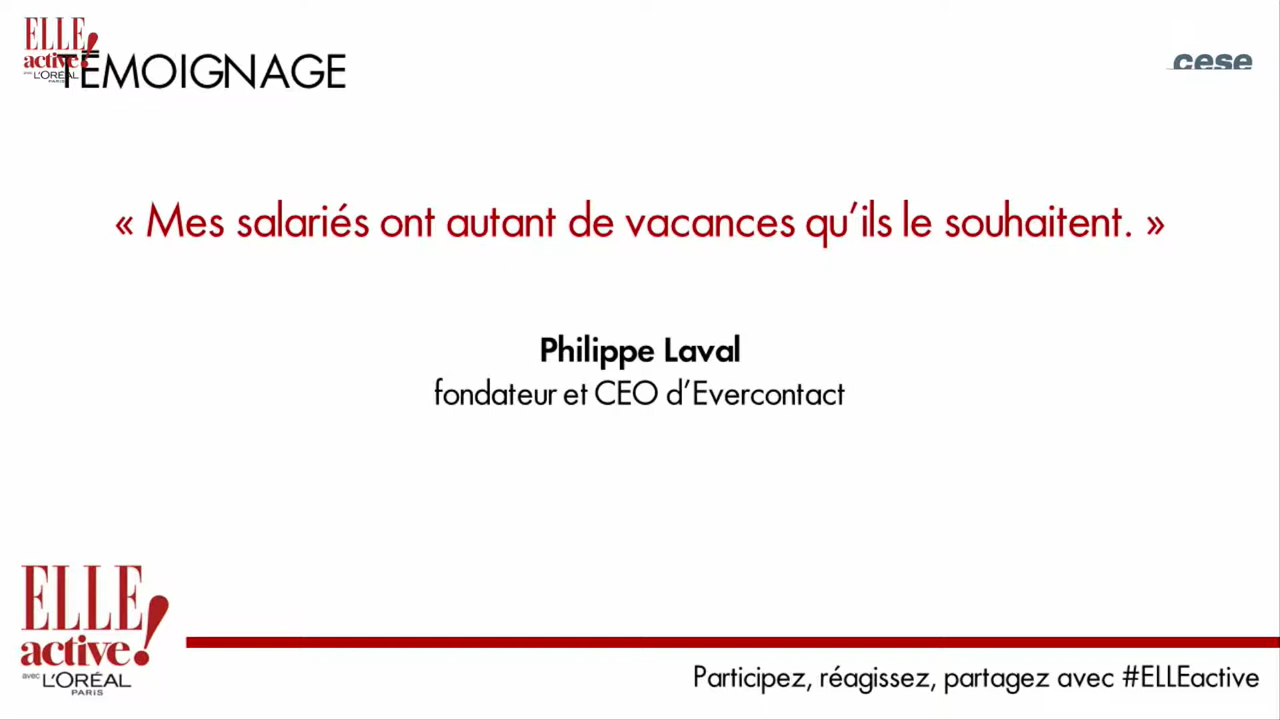 ELLE
active!
avec L'ORÉAL
PARIS
TÉMOIGNAGE
cese
« Mes salariés ont autant de vacances qu'ils le souhaitent. »
Philippe Laval
fondateur et CEO d'Evercontact
ELLE
active!
avec L'ORÉAL
PARIS
Participez, réagissez, partagez avec #ELLEactive